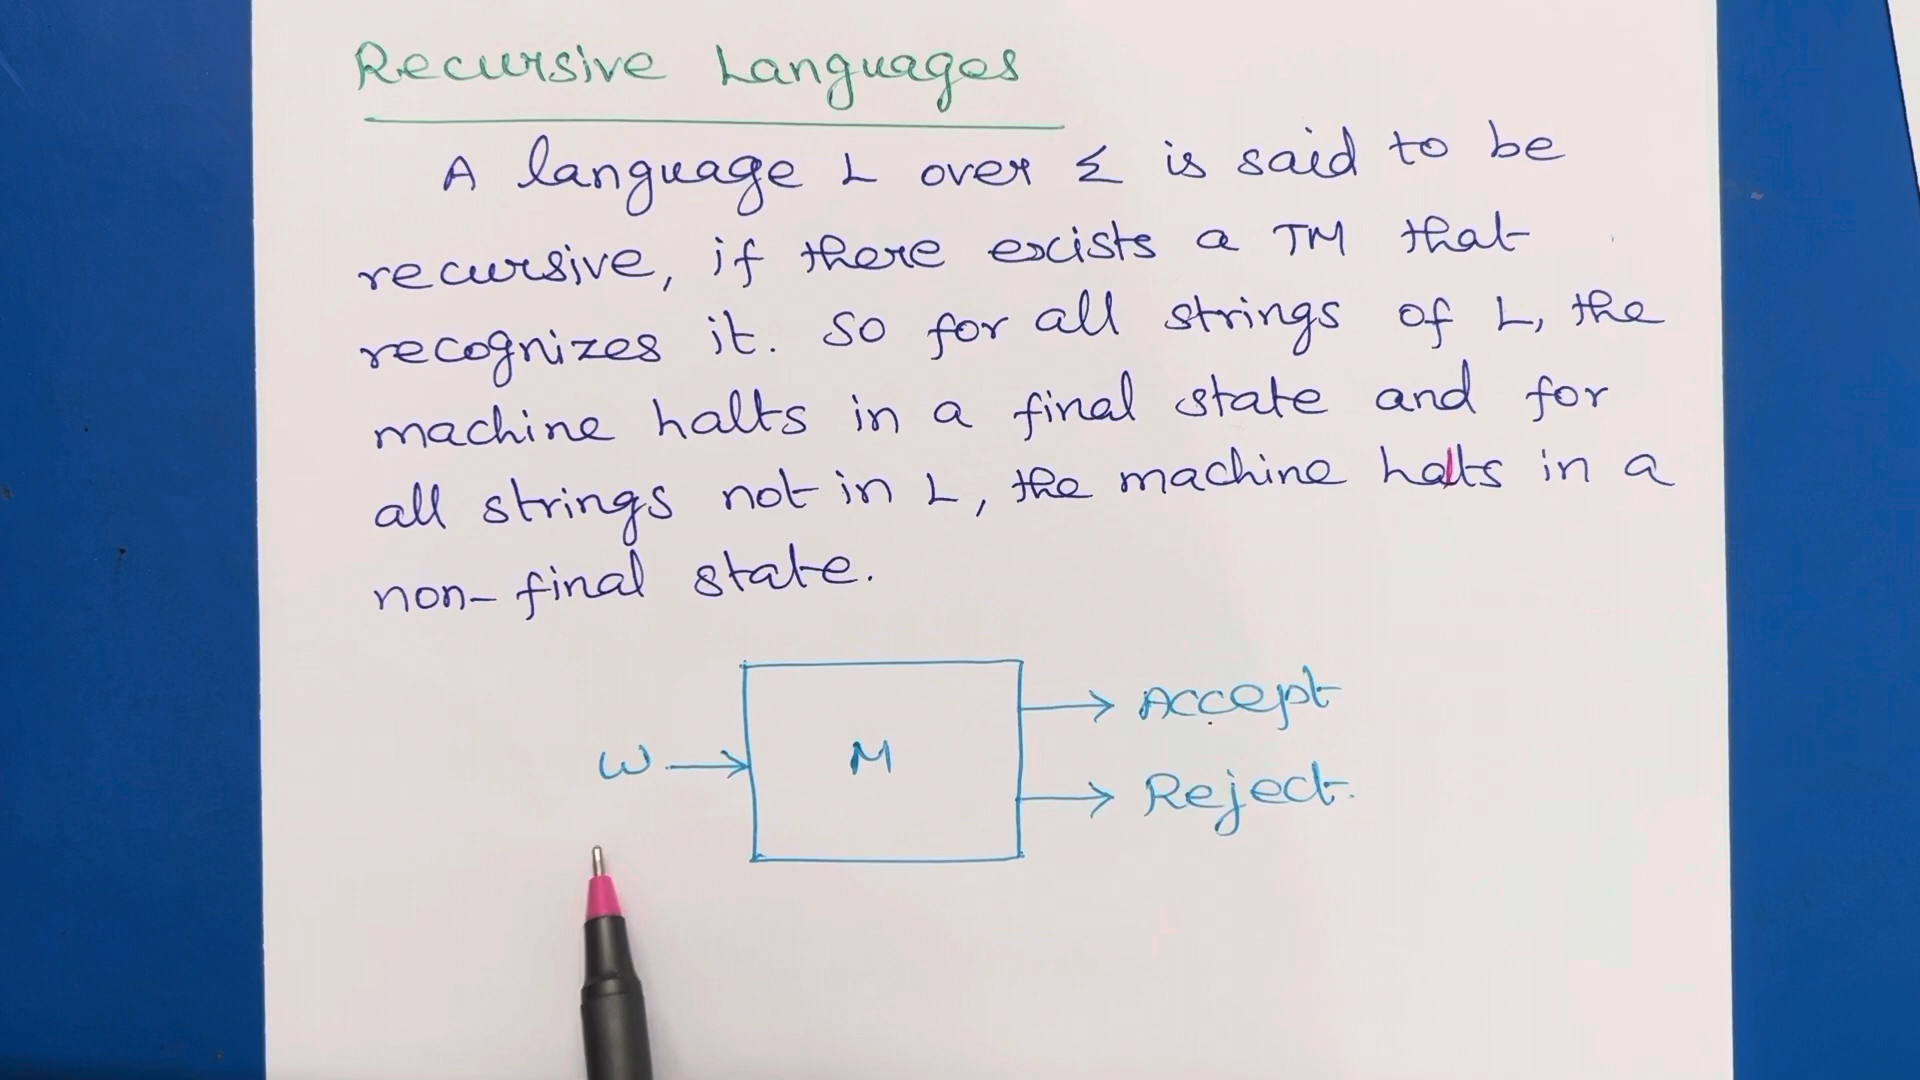 Recursive Languages
A language L over Σ is said to be
recursive, if there exists a TM that
recognizes it. So for all strings of L, the
machine halts in a final state and for
all strings not in L, the machine halts in a
non-final state.
ω → M → Accept
→ Reject.